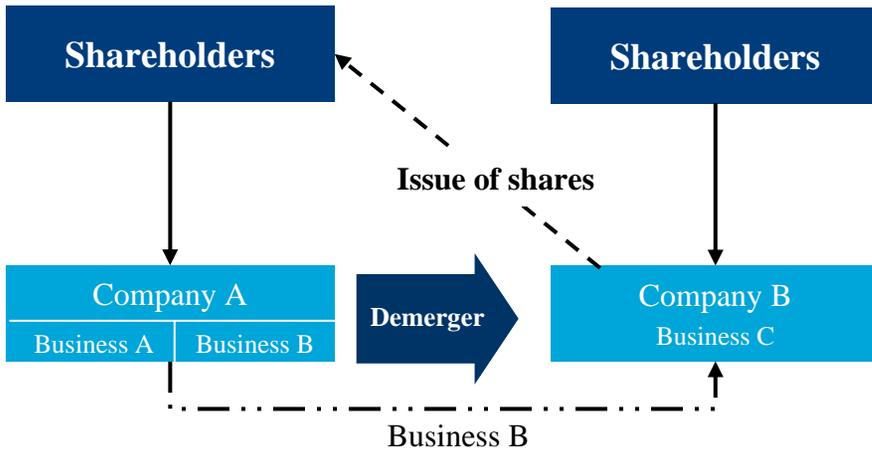 Shareholders
Shareholders
Issue of shares
Company A
Business A
Business B
Demerger
Company B
Business C
Business B